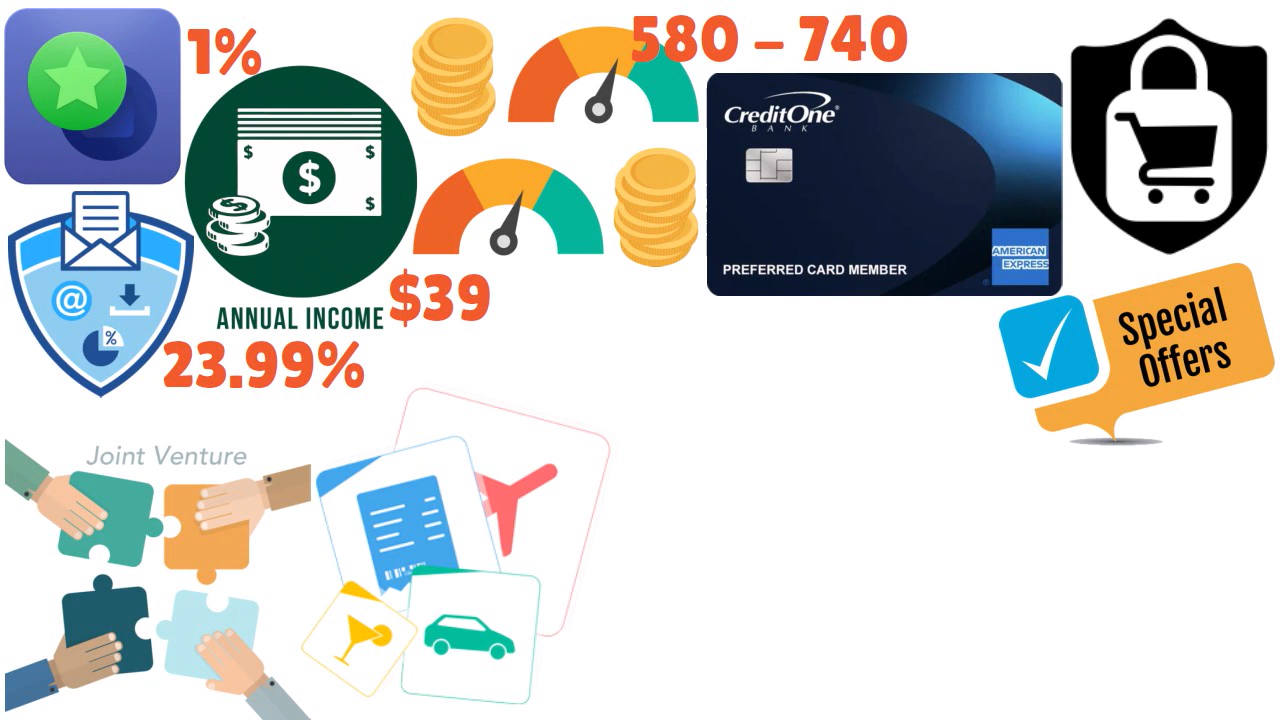 1%
580 – 740
$
$
$
$
$
CreditOne
BANK
PREFERRED CARD MEMBER
AMERICAN
EXPRESS
®
@
%
ANNUAL INCOME
$39
23.99%
Special
Offers
Joint Venture